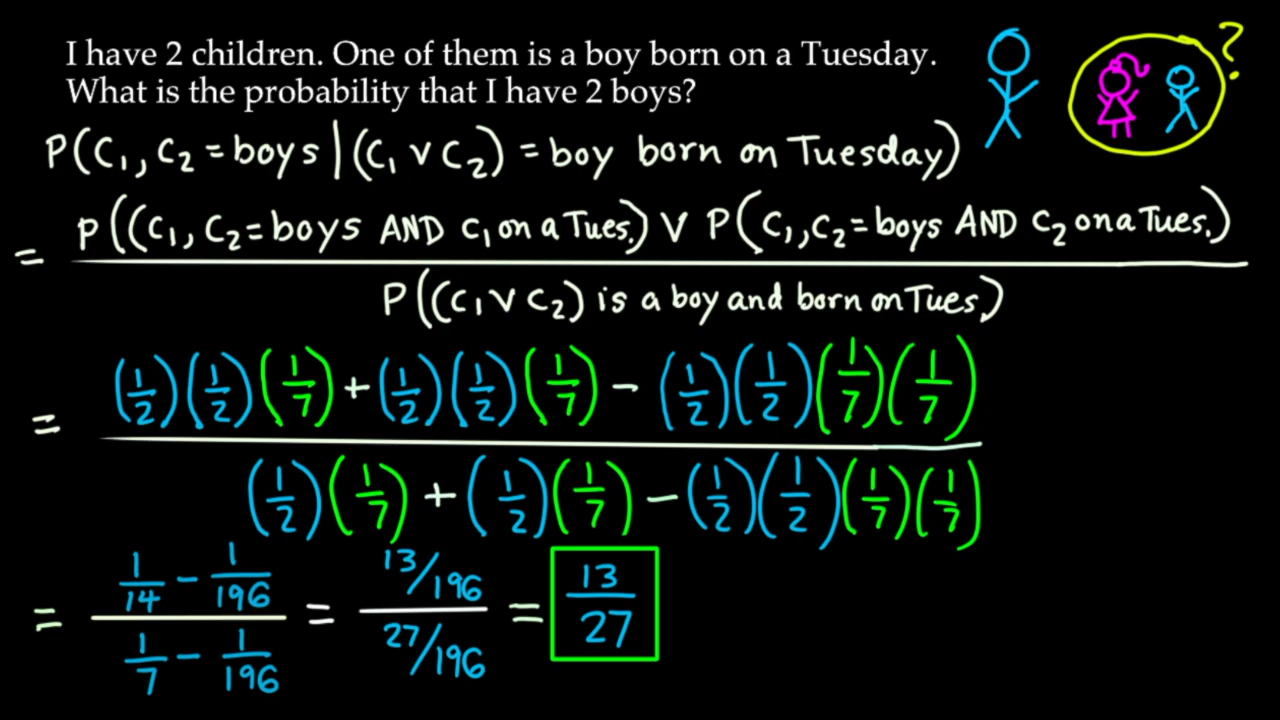 I have 2 children. One of them is a boy born on a Tuesday.
What is the probability that I have 2 boys?
?
P(C₁, C₂ = boys | (C₁ ∨ C₂) = boy born on Tuesday)
= P((C₁, C₂ = boys AND C₁ on a Tues.) ∨ P(C₁, C₂ = boys AND C₂ on a Tues.)
P((C₁ ∨ C₂) is a boy and born on Tues.)
= (1/2)(1/2)(1/7) + (1/2)(1/2)(1/7) - (1/2)(1/2)(1/7)(1/7)
(1/2)(1/7) + (1/2)(1/7) - (1/2)(1/2)(1/7)(1/7)
1/14 - 1/196 13/196 13
= = =
1/7 - 1/196 27/196 27